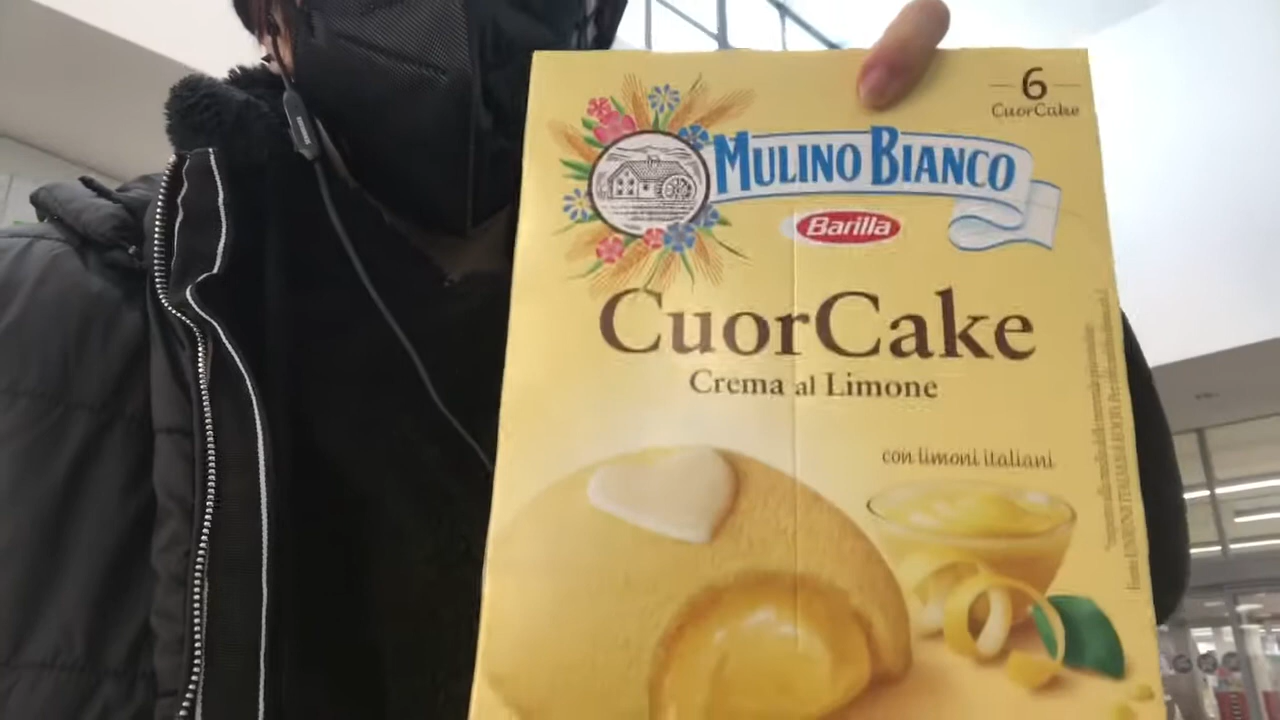 6
CuorCake
MULINO BIANCO
Barilla
CuorCake
Crema al Limone
con limoni italiani